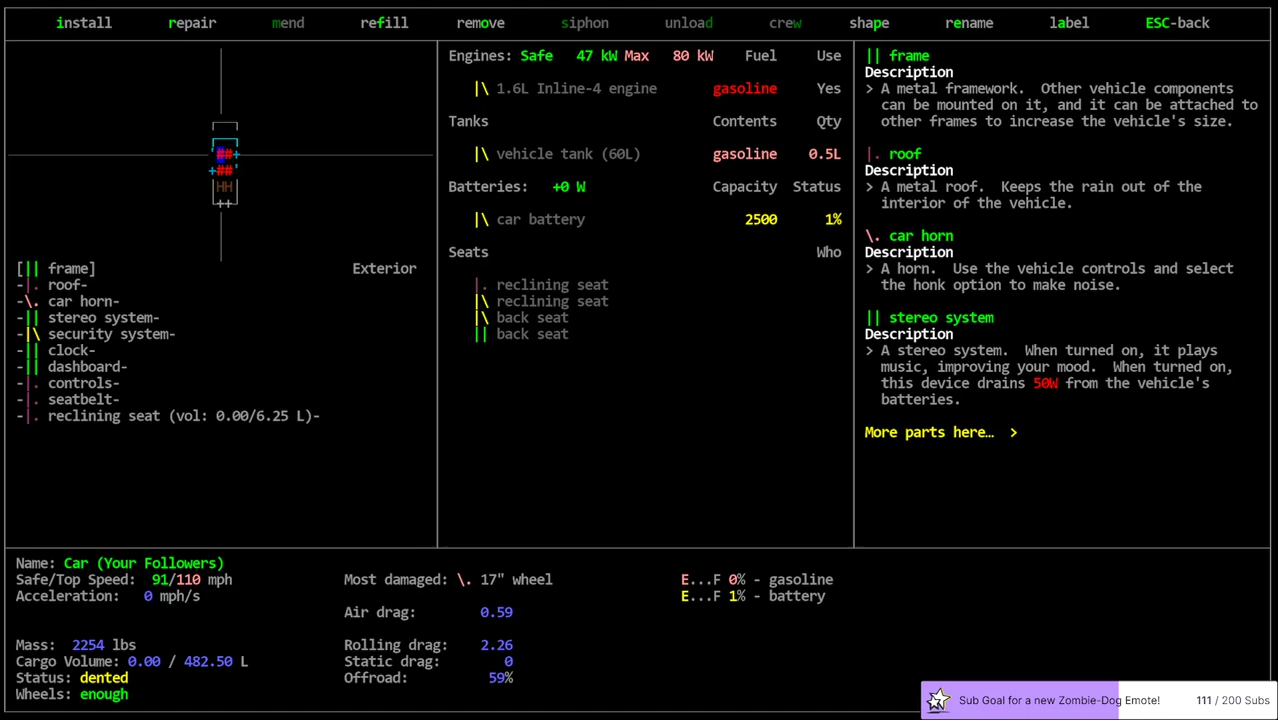 install repair mend refill remove siphon unload crew shape rename label ESC-back
Engines: Safe 47 kW Max 80 kW Fuel Use
|\ 1.6L Inline-4 engine gasoline Yes
Tanks Contents Qty
|\ vehicle tank (60L) gasoline 0.5L
Batteries: +0 W Capacity Status
|\ car battery 2500 1%
Seats Who
|. reclining seat
|\ reclining seat
|\ back seat
|| back seat
##+
+##
HH
++
[|| frame] Exterior
-|. roof-
-\. car horn-
-|| stereo system-
-|\ security system-
-|| clock-
-|| dashboard-
-|. controls-
-|. seatbelt-
-|. reclining seat (vol: 0.00/6.25 L)-
|| frame
Description
> A metal framework. Other vehicle components
can be mounted on it, and it can be attached to
other frames to increase the vehicle's size.
|. roof
Description
> A metal roof. Keeps the rain out of the
interior of the vehicle.
\. car horn
Description
> A horn. Use the vehicle controls and select
the honk option to make noise.
|| stereo system
Description
> A stereo system. When turned on, it plays
music, improving your mood. When turned on,
this device drains 50W from the vehicle's
batteries.
More parts here… >
Name: Car (Your Followers)
Safe/Top Speed: 91/110 mph
Acceleration: 0 mph/s
Mass: 2254 lbs
Cargo Volume: 0.00 / 482.50 L
Status: dented
Wheels: enough
Most damaged: \. 17" wheel
Air drag: 0.59
Rolling drag: 2.26
Static drag: 0
Offroad: 59%
E...F 0% - gasoline
E...F 1% - battery
Sub Goal for a new Zombie-Dog Emote! 111 / 200 Subs